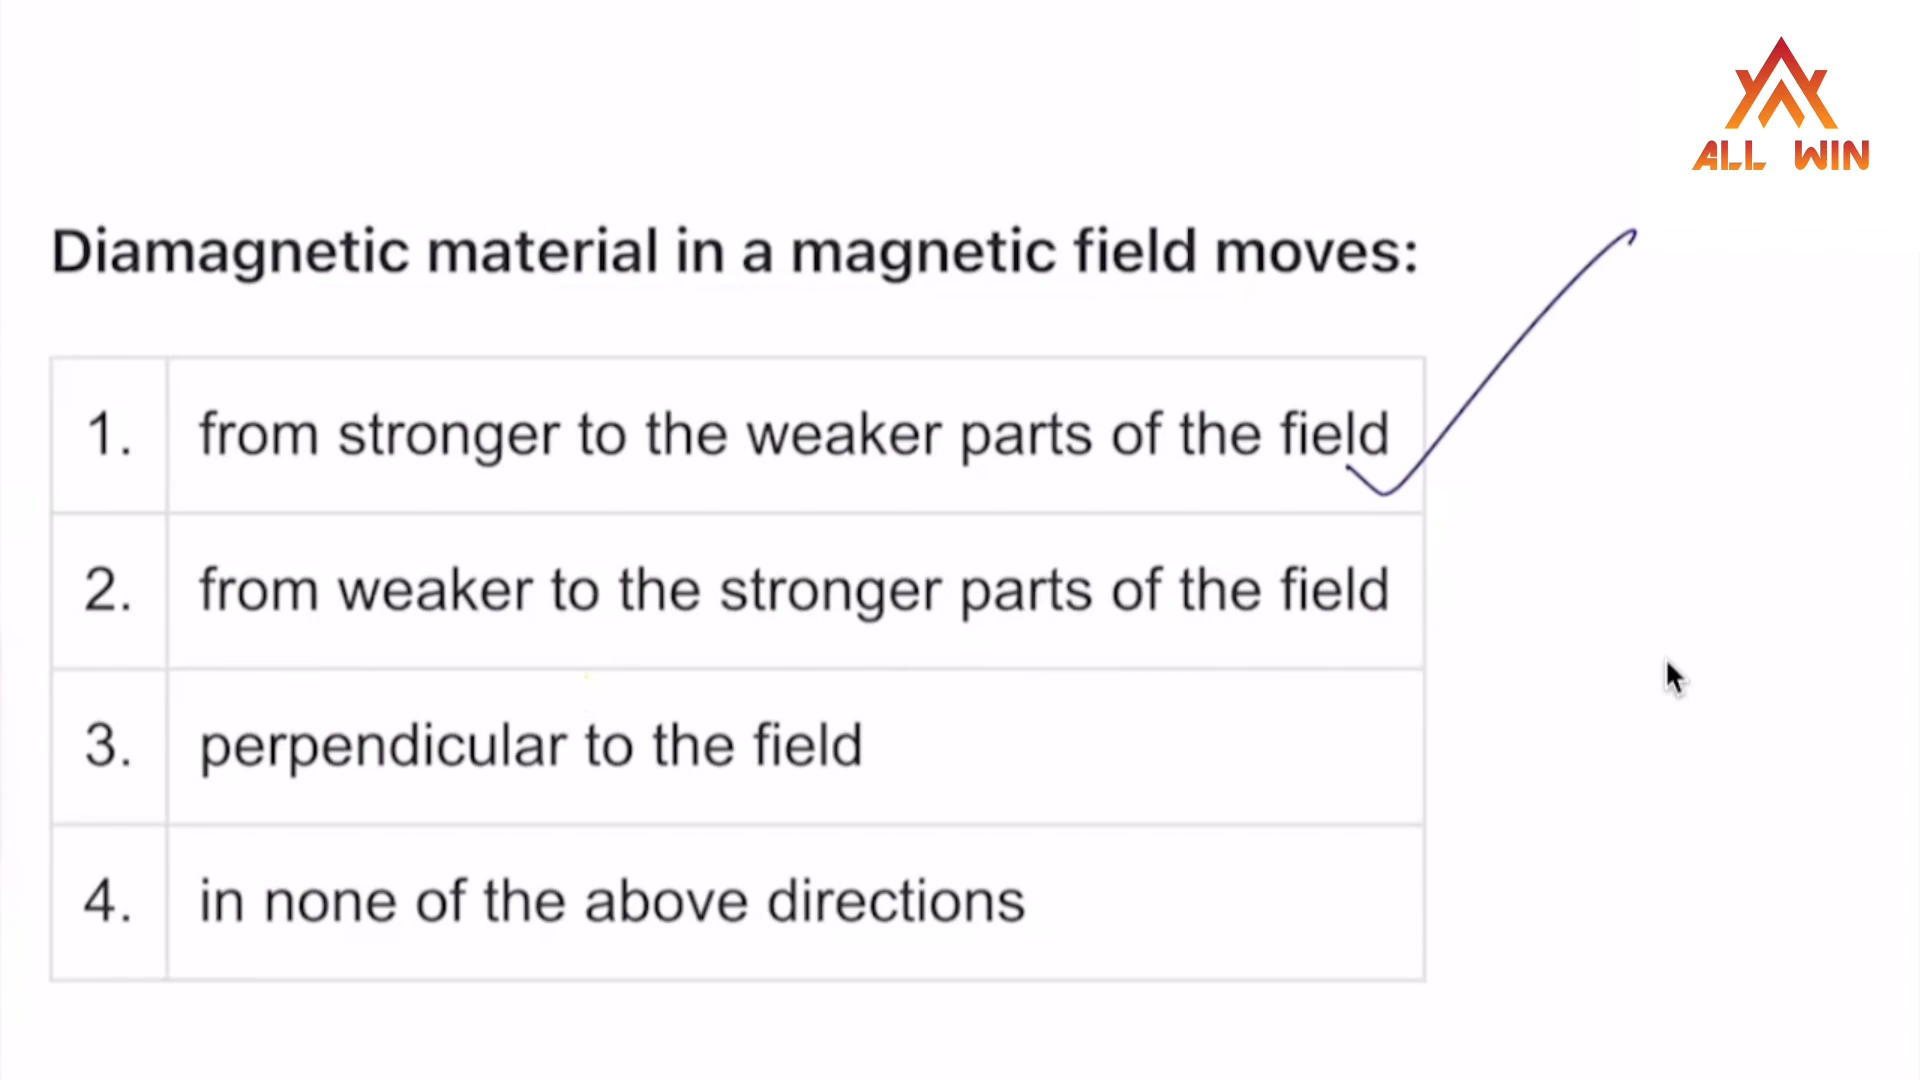 ALL WIN
Diamagnetic material in a magnetic field moves:
1. from stronger to the weaker parts of the field
2. from weaker to the stronger parts of the field
3. perpendicular to the field
4. in none of the above directions